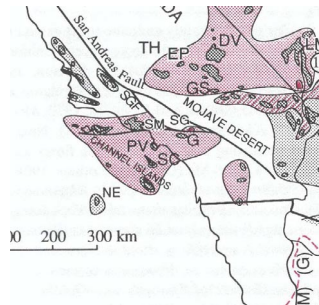 DA
San Andreas Fault
TH
EP
DV
GS
SGF
MOJAVE DESERT
SM
SG
G
PV
SC
CHANNEL ISLANDS
NE
200
300 km
M)
(G)